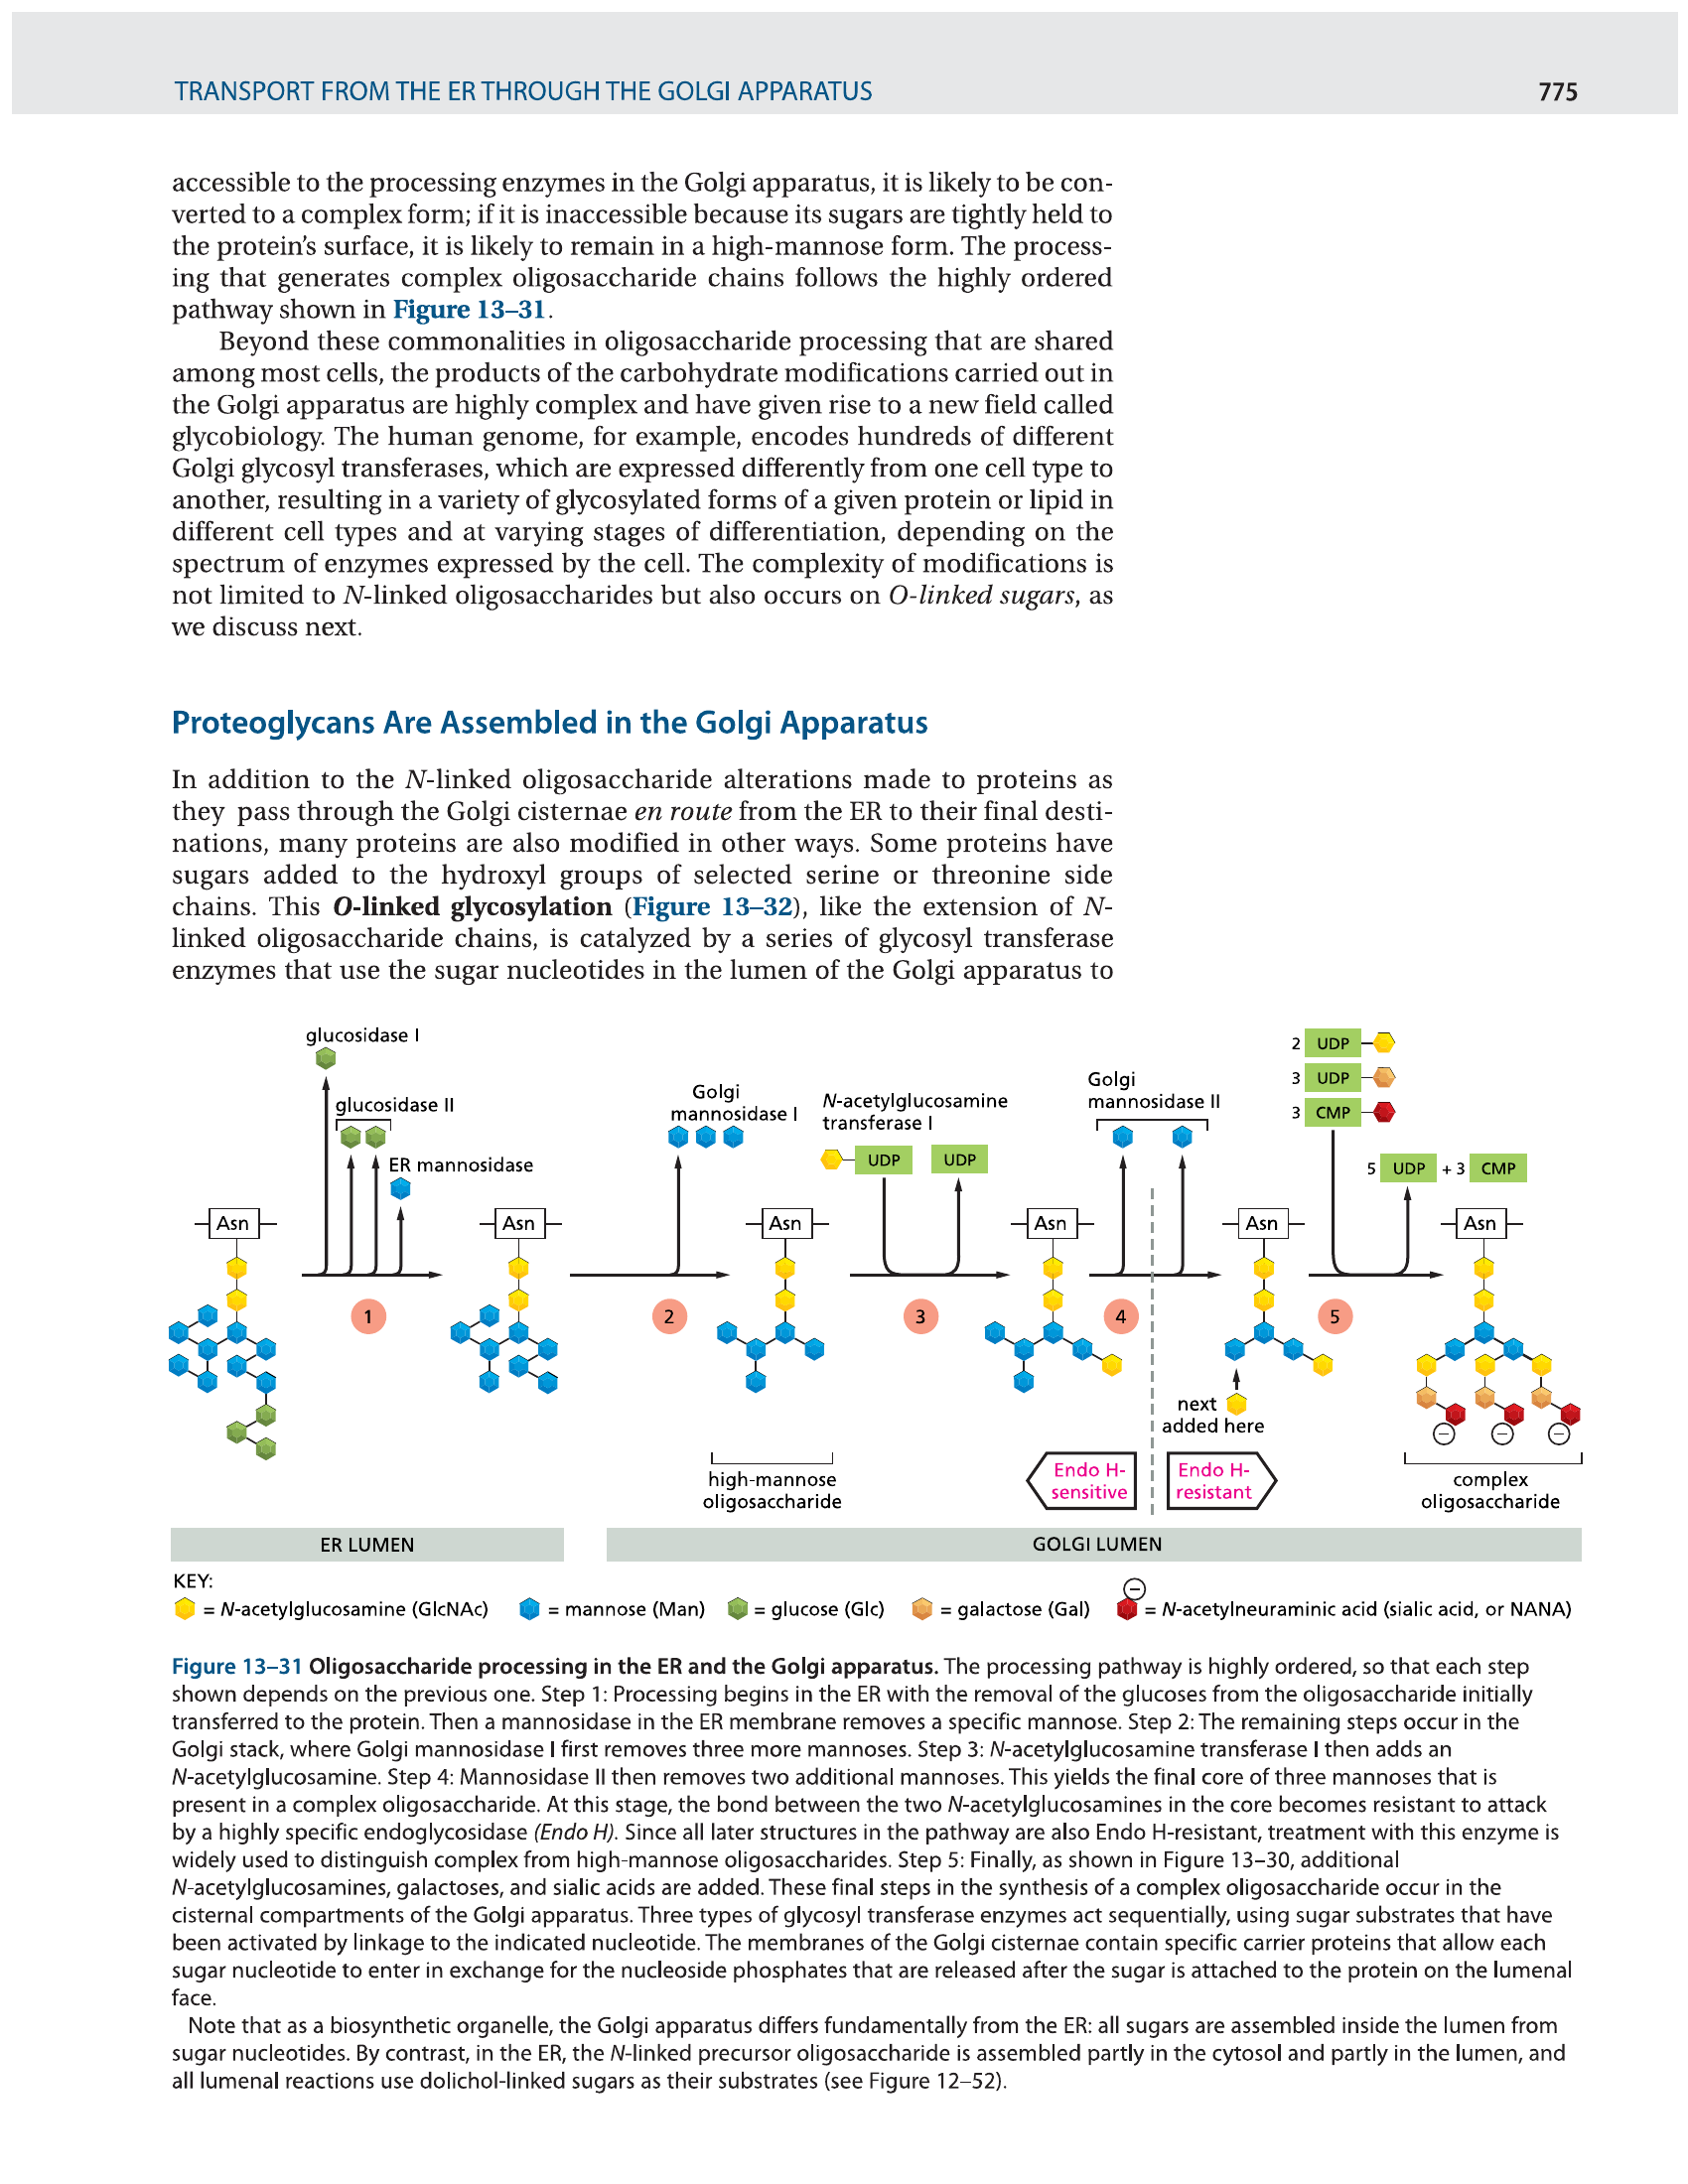 TRANSPORT FROM THE ER THROUGH THE GOLGI APPARATUS
775
accessible to the processing enzymes in the Golgi apparatus, it is likely to be con-
verted to a complex form; if it is inaccessible because its sugars are tightly held to
the protein's surface, it is likely to remain in a high-mannose form. The process-
ing that generates complex oligosaccharide chains follows the highly ordered
pathway shown in Figure 13–31.
Beyond these commonalities in oligosaccharide processing that are shared
among most cells, the products of the carbohydrate modifications carried out in
the Golgi apparatus are highly complex and have given rise to a new field called
glycobiology. The human genome, for example, encodes hundreds of different
Golgi glycosyl transferases, which are expressed differently from one cell type to
another, resulting in a variety of glycosylated forms of a given protein or lipid in
different cell types and at varying stages of differentiation, depending on the
spectrum of enzymes expressed by the cell. The complexity of modifications is
not limited to N-linked oligosaccharides but also occurs on O-linked sugars, as
we discuss next.
Proteoglycans Are Assembled in the Golgi Apparatus
In addition to the N-linked oligosaccharide alterations made to proteins as
they pass through the Golgi cisternae en route from the ER to their final desti-
nations, many proteins are also modified in other ways. Some proteins have
sugars added to the hydroxyl groups of selected serine or threonine side
chains. This O-linked glycosylation (Figure 13–32), like the extension of N-
linked oligosaccharide chains, is catalyzed by a series of glycosyl transferase
enzymes that use the sugar nucleotides in the lumen of the Golgi apparatus to
glucosidase I
glucosidase II
ER mannosidase
Golgi
mannosidase I
N-acetylglucosamine
transferase I
UDP
UDP
Golgi
mannosidase II
2 UDP
3 UDP
3 CMP
5 UDP + 3 CMP
Asn
Asn
Asn
Asn
Asn
Asn
1
2
3
4
5
next
added here
Endo H-
sensitive
Endo H-
resistant
− − −
high-mannose
oligosaccharide
complex
oligosaccharide
ER LUMEN
GOLGI LUMEN
KEY:
−
= N-acetylglucosamine (GlcNAc) = mannose (Man) = glucose (Glc) = galactose (Gal) = N-acetylneuraminic acid (sialic acid, or NANA)
Figure 13–31 Oligosaccharide processing in the ER and the Golgi apparatus. The processing pathway is highly ordered, so that each step
shown depends on the previous one. Step 1: Processing begins in the ER with the removal of the glucoses from the oligosaccharide initially
transferred to the protein. Then a mannosidase in the ER membrane removes a specific mannose. Step 2: The remaining steps occur in the
Golgi stack, where Golgi mannosidase I first removes three more mannoses. Step 3: N-acetylglucosamine transferase I then adds an
N-acetylglucosamine. Step 4: Mannosidase II then removes two additional mannoses. This yields the final core of three mannoses that is
present in a complex oligosaccharide. At this stage, the bond between the two N-acetylglucosamines in the core becomes resistant to attack
by a highly specific endoglycosidase (Endo H). Since all later structures in the pathway are also Endo H-resistant, treatment with this enzyme is
widely used to distinguish complex from high-mannose oligosaccharides. Step 5: Finally, as shown in Figure 13–30, additional
N-acetylglucosamines, galactoses, and sialic acids are added. These final steps in the synthesis of a complex oligosaccharide occur in the
cisternal compartments of the Golgi apparatus. Three types of glycosyl transferase enzymes act sequentially, using sugar substrates that have
been activated by linkage to the indicated nucleotide. The membranes of the Golgi cisternae contain specific carrier proteins that allow each
sugar nucleotide to enter in exchange for the nucleoside phosphates that are released after the sugar is attached to the protein on the lumenal
face.
Note that as a biosynthetic organelle, the Golgi apparatus differs fundamentally from the ER: all sugars are assembled inside the lumen from
sugar nucleotides. By contrast, in the ER, the N-linked precursor oligosaccharide is assembled partly in the cytosol and partly in the lumen, and
all lumenal reactions use dolichol-linked sugars as their substrates (see Figure 12–52).